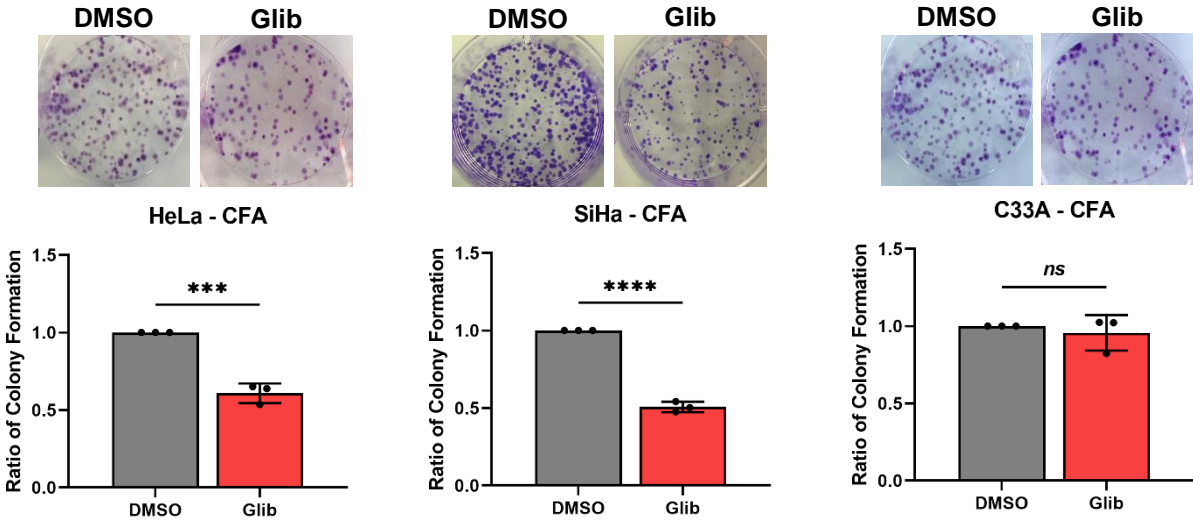 DMSO Glib
HeLa - CFA
Ratio of Colony Formation
1.5
1.0
0.5
0.0
***
DMSO Glib
DMSO Glib
SiHa - CFA
Ratio of Colony Formation
1.5
1.0
0.5
0.0
****
DMSO Glib
DMSO Glib
C33A - CFA
Ratio of Colony Formation
1.5
1.0
0.5
0.0
ns
DMSO Glib